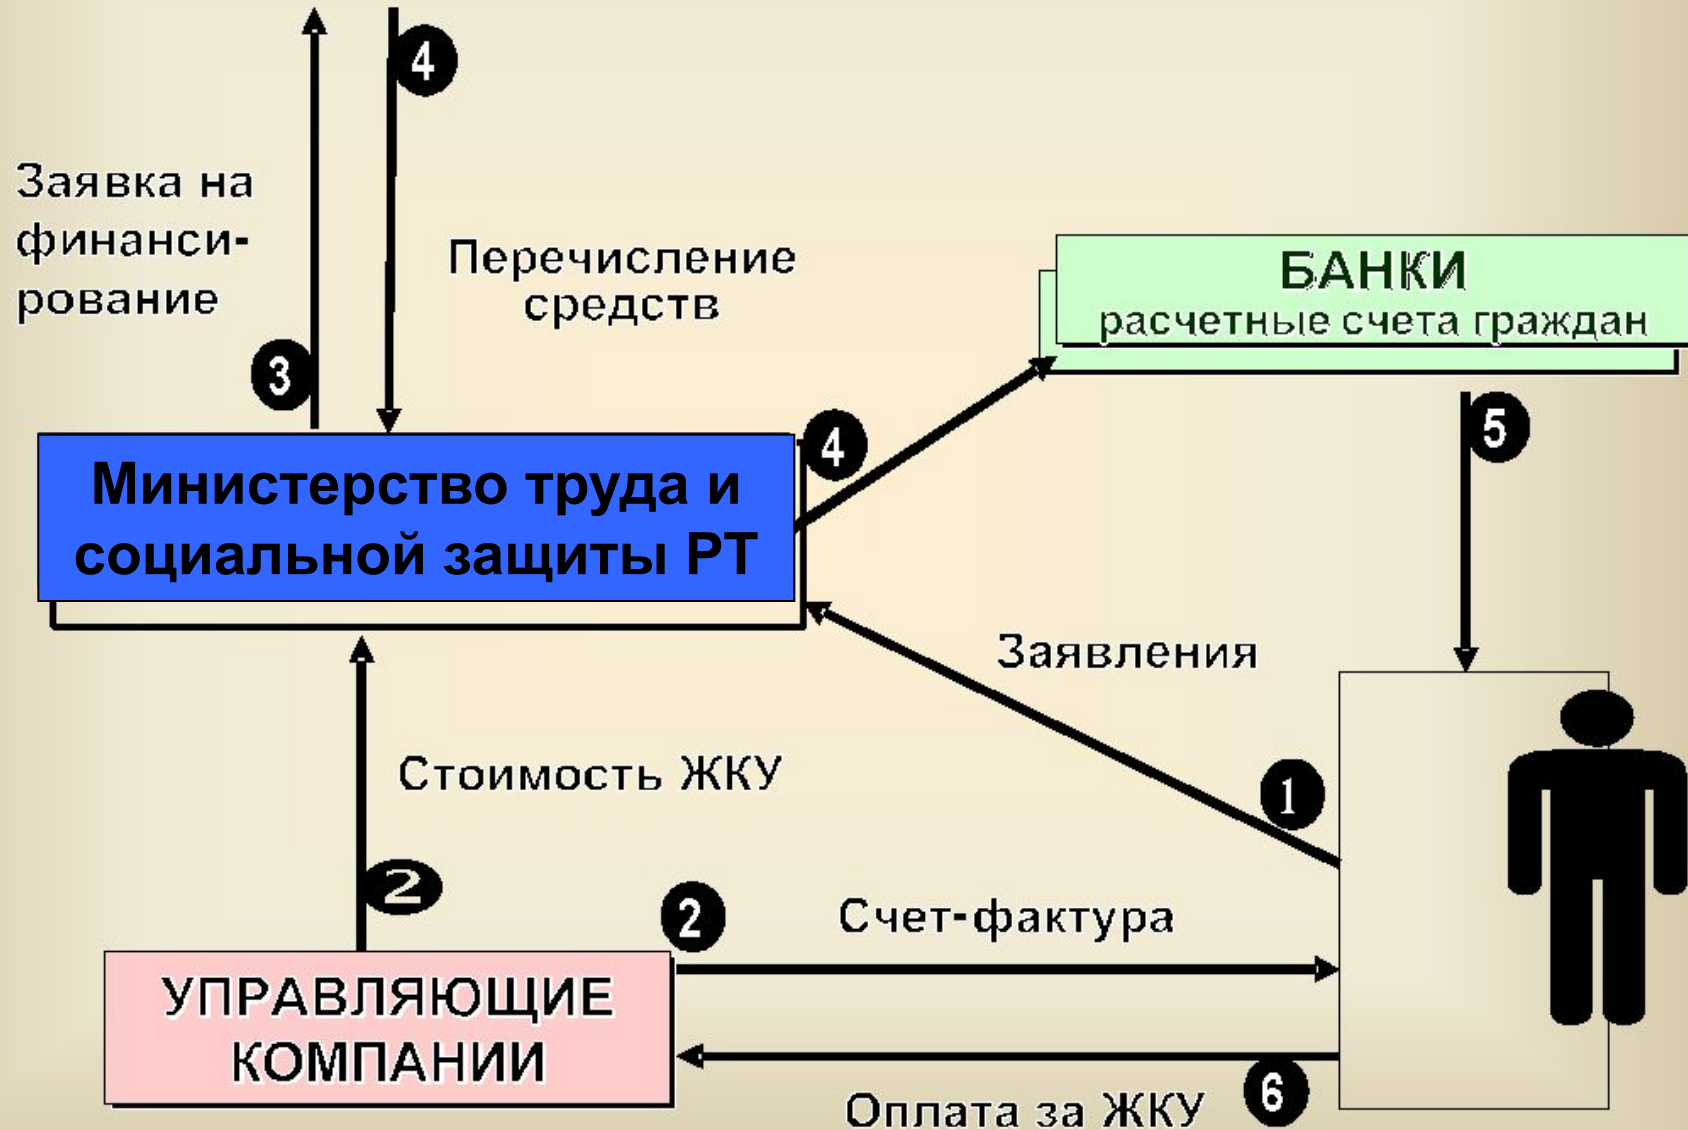 4
Заявка на
финанси-
рование
Перечисление
средств
БАНКИ
расчетные счета граждан
3
4
5
Министерство труда и
социальной защиты РТ
Заявления
Стоимость ЖКУ
1
2
2
Счет-фактура
УПРАВЛЯЮЩИЕ
КОМПАНИИ
6
Оплата за ЖКУ